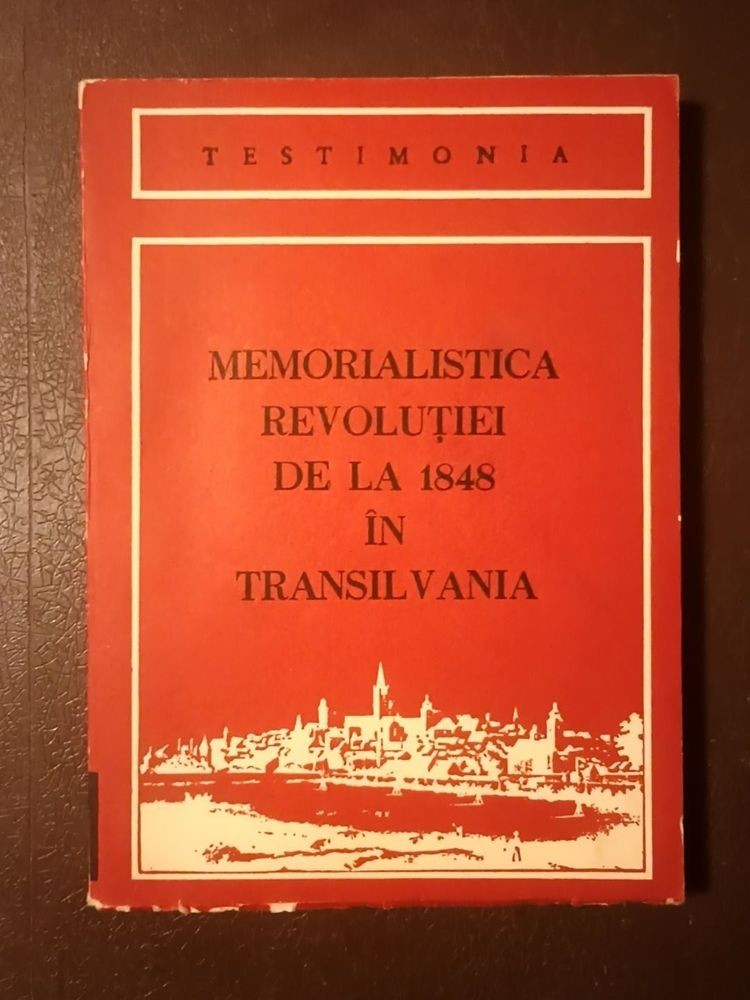 TESTIMONIA
MEMORIALISTICA
REVOLUȚIEI
DE LA 1848
ÎN
TRANSILVANIA